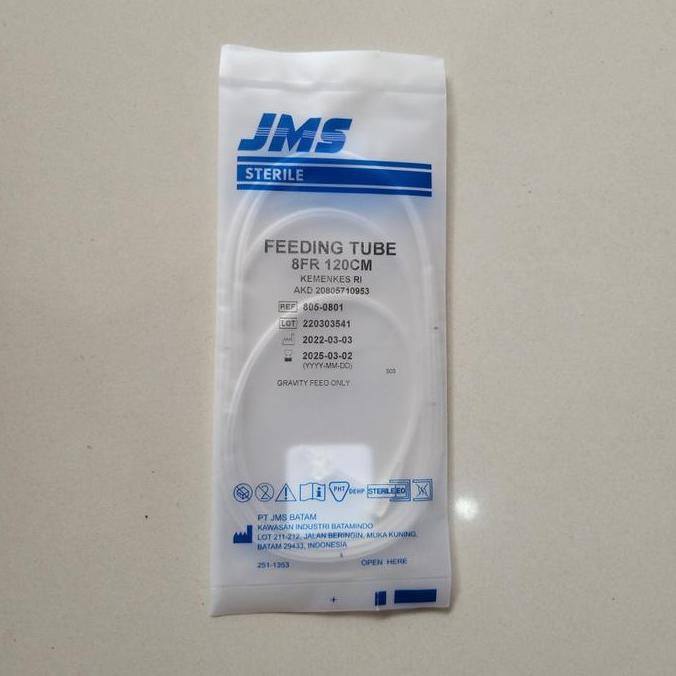 JMS
STERILE
FEEDING TUBE
8FR 120CM
KEMENKES RI
AKD 20805710953
REF 805-0801
LOT 220303541
2022-03-03
2025-03-02
(YYYY-MM-DD)
GRAVITY FEED ONLY
PHT DEHP STERILE EO
PT JMS BATAM
KAWASAN INDUSTRI BATAMINDO
LOT 211-212, JALAN BERINGIN, MUKA KUNING,
BATAM 29433, INDONESIA
251-1353 OPEN HERE